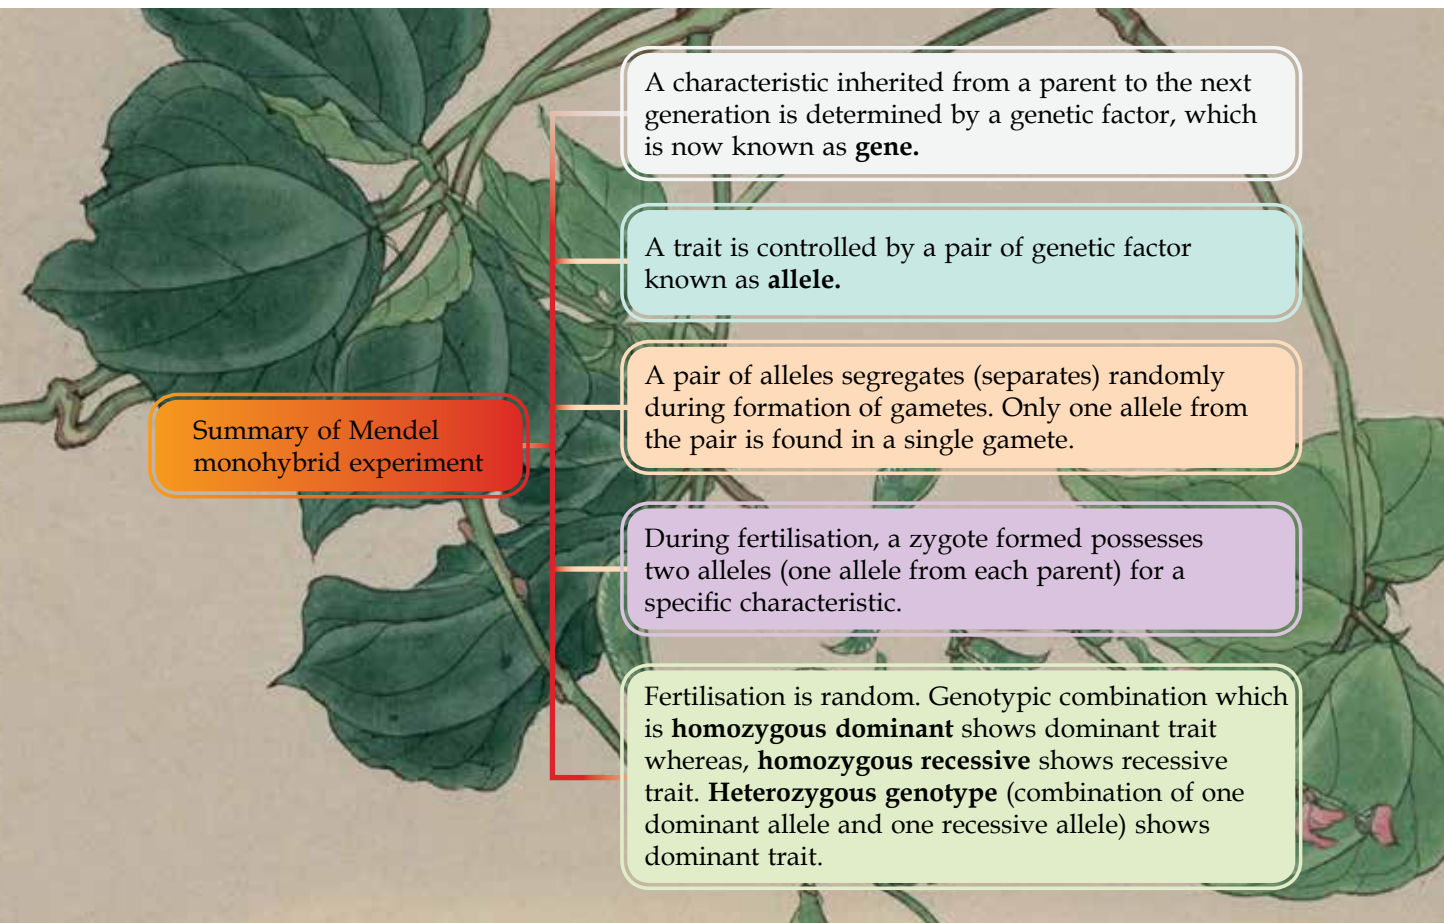 A characteristic inherited from a parent to the next
generation is determined by a genetic factor, which
is now known as gene.
A trait is controlled by a pair of genetic factor
known as allele.
A pair of alleles segregates (separates) randomly
during formation of gametes. Only one allele from
the pair is found in a single gamete.
Summary of Mendel
monohybrid experiment
During fertilisation, a zygote formed possesses
two alleles (one allele from each parent) for a
specific characteristic.
Fertilisation is random. Genotypic combination which
is homozygous dominant shows dominant trait
whereas, homozygous recessive shows recessive
trait. Heterozygous genotype (combination of one
dominant allele and one recessive allele) shows
dominant trait.